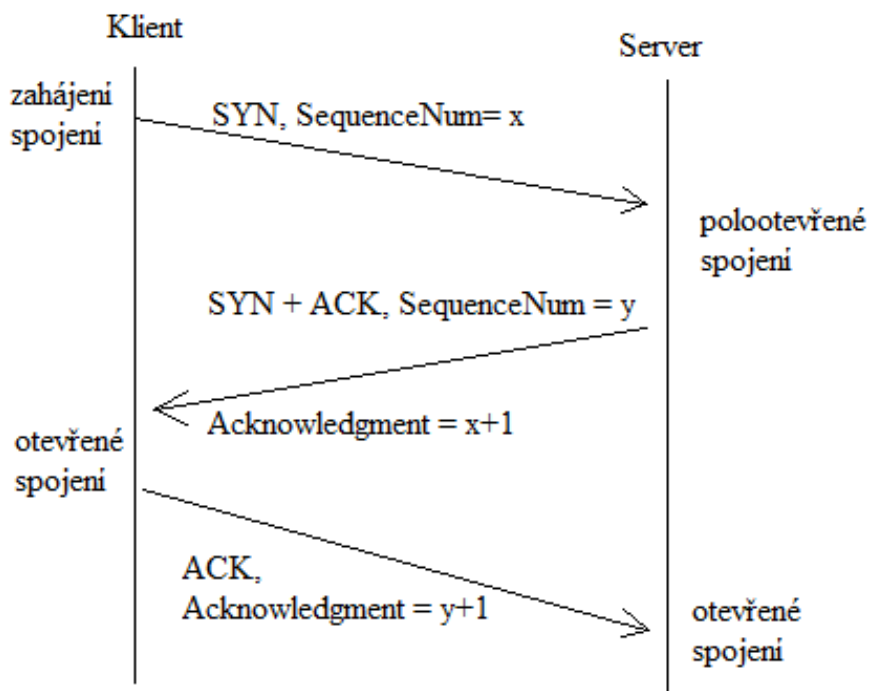 Klient
Server
zahájení
spojení
SYN, SequenceNum= x
polootevřené
spojení
SYN + ACK, SequenceNum = y
Acknowledgment = x+1
otevřené
spojení
ACK,
Acknowledgment = y+1
otevřené
spojení